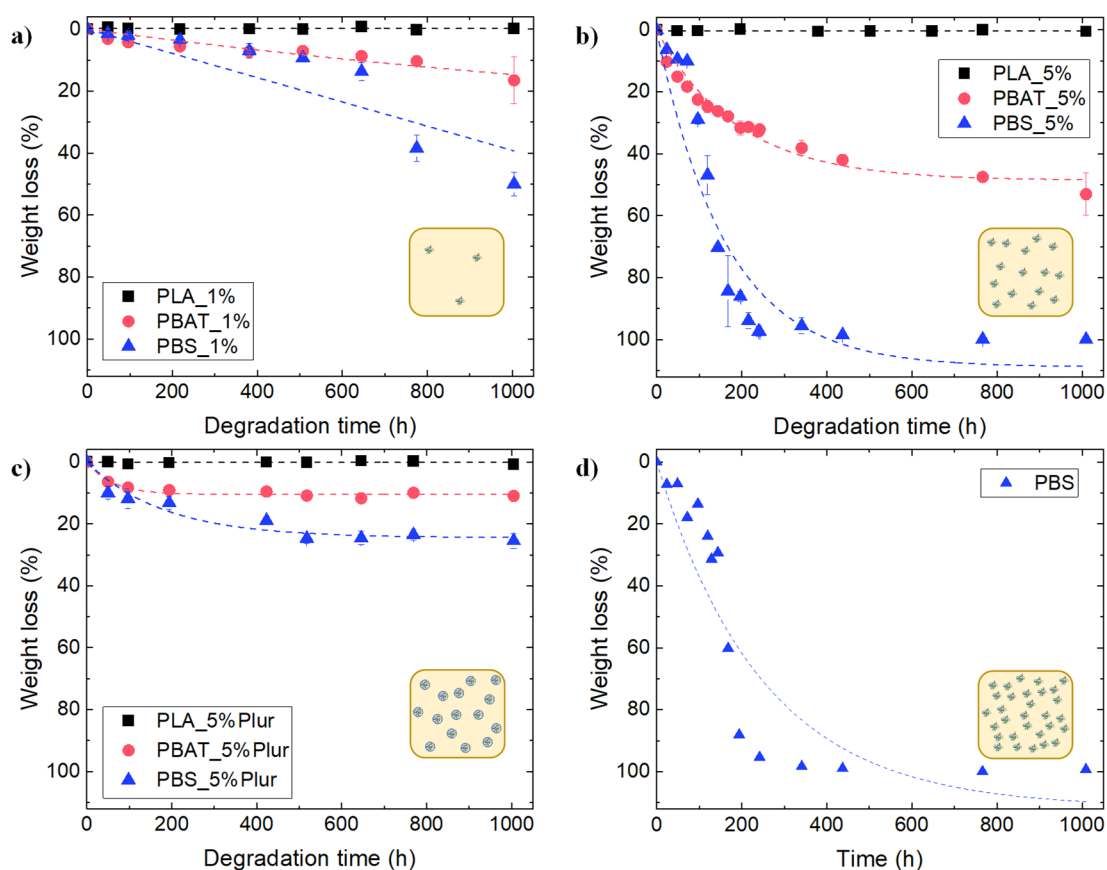 a)
0
20
40
60
80
100
Weight loss (%)
PLA_1%
PBAT_1%
PBS_1%
0 200 400 600 800 1000
Degradation time (h)
b)
0
20
40
60
80
100
Weight loss (%)
PLA_5%
PBAT_5%
PBS_5%
0 200 400 600 800 1000
Degradation time (h)
c)
0
20
40
60
80
100
Weight loss (%)
PLA_5%Plur
PBAT_5%Plur
PBS_5%Plur
0 200 400 600 800 1000
Degradation time (h)
d)
0
20
40
60
80
100
Weight loss (%)
PBS
0 200 400 600 800 1000
Time (h)